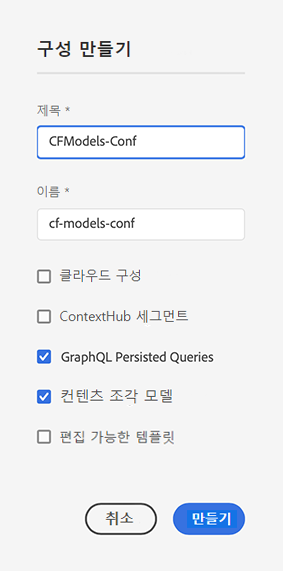 구성 만들기
제목 *
CFModels-Conf
이름 *
cf-models-conf
클라우드 구성
ContextHub 세그먼트
GraphQL Persisted Queries
컨텐츠 조각 모델
편집 가능한 템플릿
취소 만들기